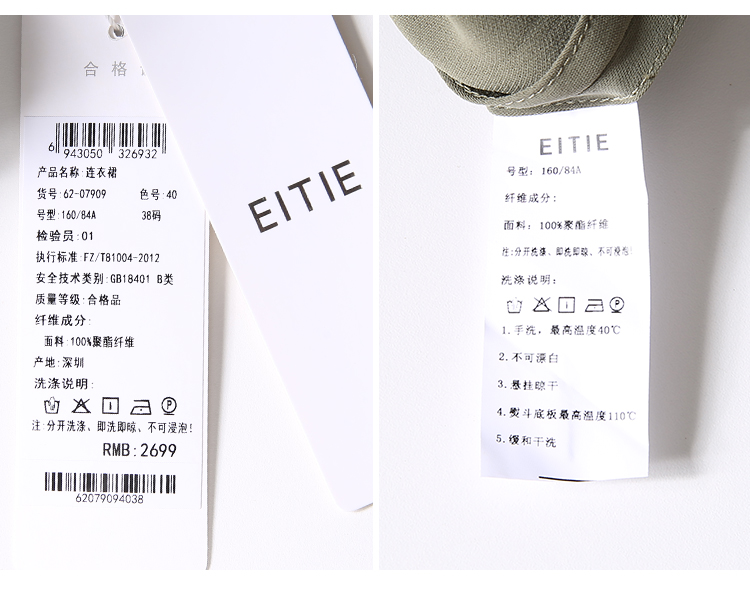 合格
6 943050 326932
产品名称:连衣裙
货号:62-07909 色号:40
号型:160/84A 38码
检验员:01
执行标准:FZ/T81004-2012
安全技术类别:GB18401 B类
质量等级:合格品
纤维成分:
面料:100%聚酯纤维
产地:深圳
洗涤说明:
注:分开洗涤、即洗即晾、不可浸泡!
RMB:2699
62079094038
EITIE
EITIE
号型: 160/84A
纤维成分:
面料: 100%聚酯纤维
注:分开洗涤、即洗即晾、不可浸泡!
洗涤说明:
1.手洗, 最高温度40℃
2.不可漂白
3.悬挂晾干
4.熨斗底板最高温度110℃
5.缓和干洗